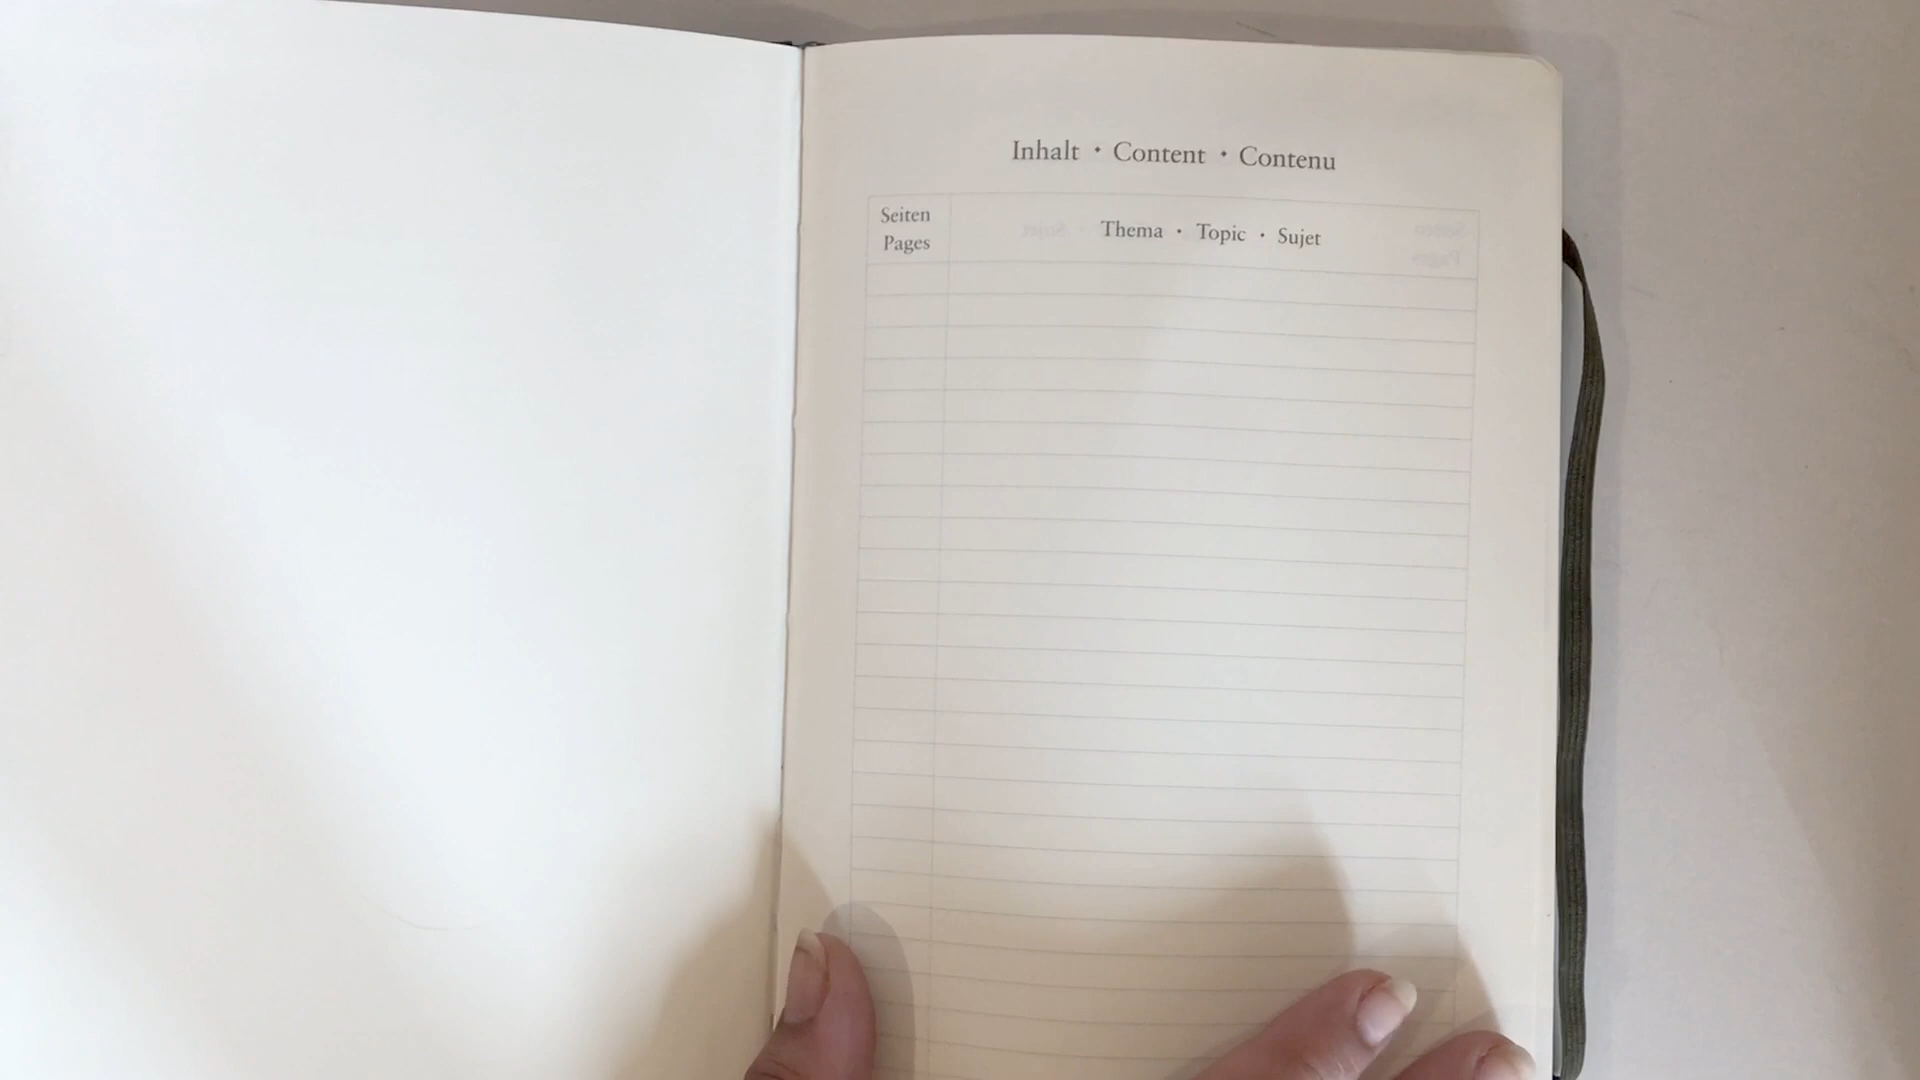 Inhalt · Content · Contenu
Seiten
Pages
Thema · Topic · Sujet